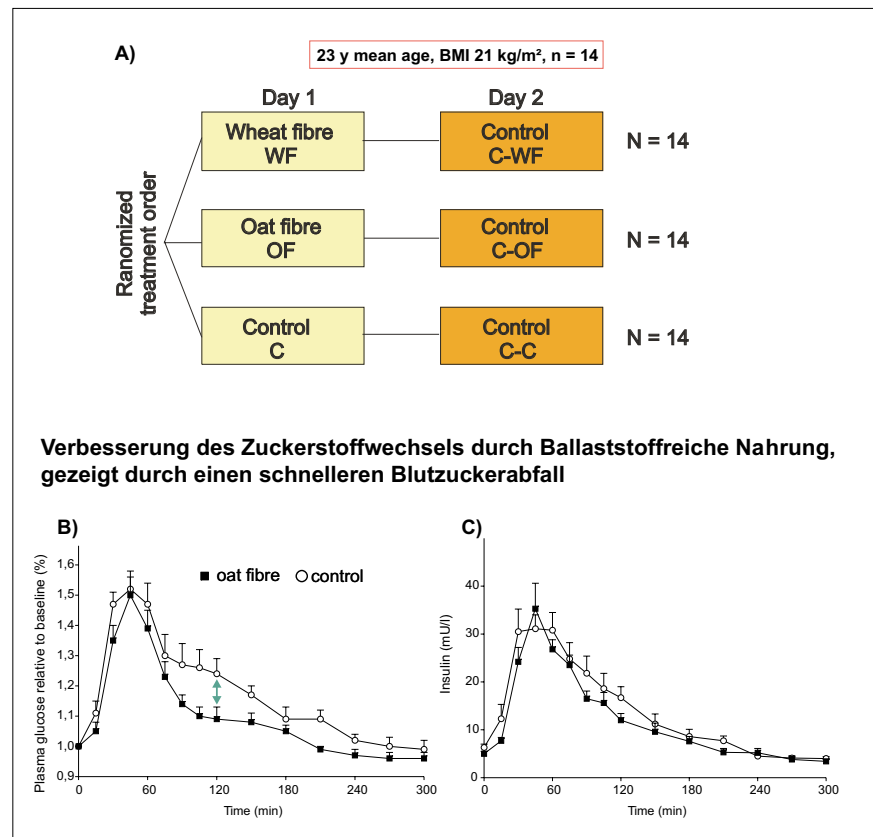 A)
23 y mean age, BMI 21 kg/m², n = 14
Day 1
Day 2
Ranomized
treatment order
Wheat fibre
WF
Control
C-WF
N = 14
Oat fibre
OF
Control
C-OF
N = 14
Control
C
Control
C-C
N = 14
Verbesserung des Zuckerstoffwechsels durch Ballaststoffreiche Nahrung,
gezeigt durch einen schnelleren Blutzuckerabfall
B)
Plasma glucose relative to baseline (%)
1,6
1,5
1,4
1,3
1,2
1,1
1,0
0,9
oat fibre
control
0
60
120
180
240
300
Time (min)
C)
Insulin (mU/l)
40
30
20
10
0
0
60
120
180
240
300
Time (min)